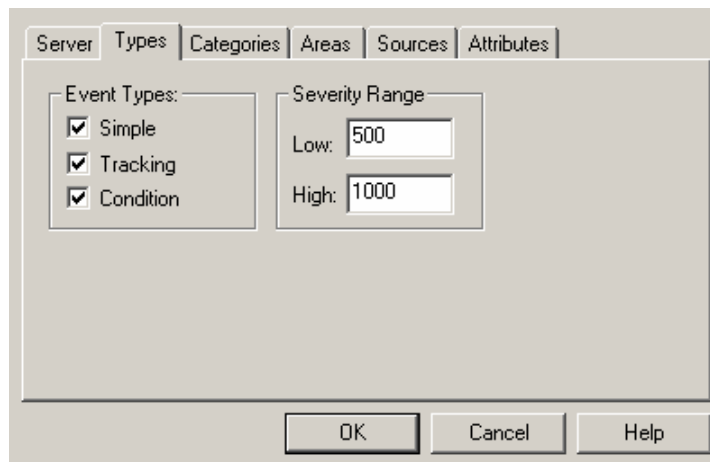 Server Types Categories Areas Sources Attributes
Event Types: Severity Range
Simple
Low: 500
Tracking
High: 1000
Condition
OK Cancel Help